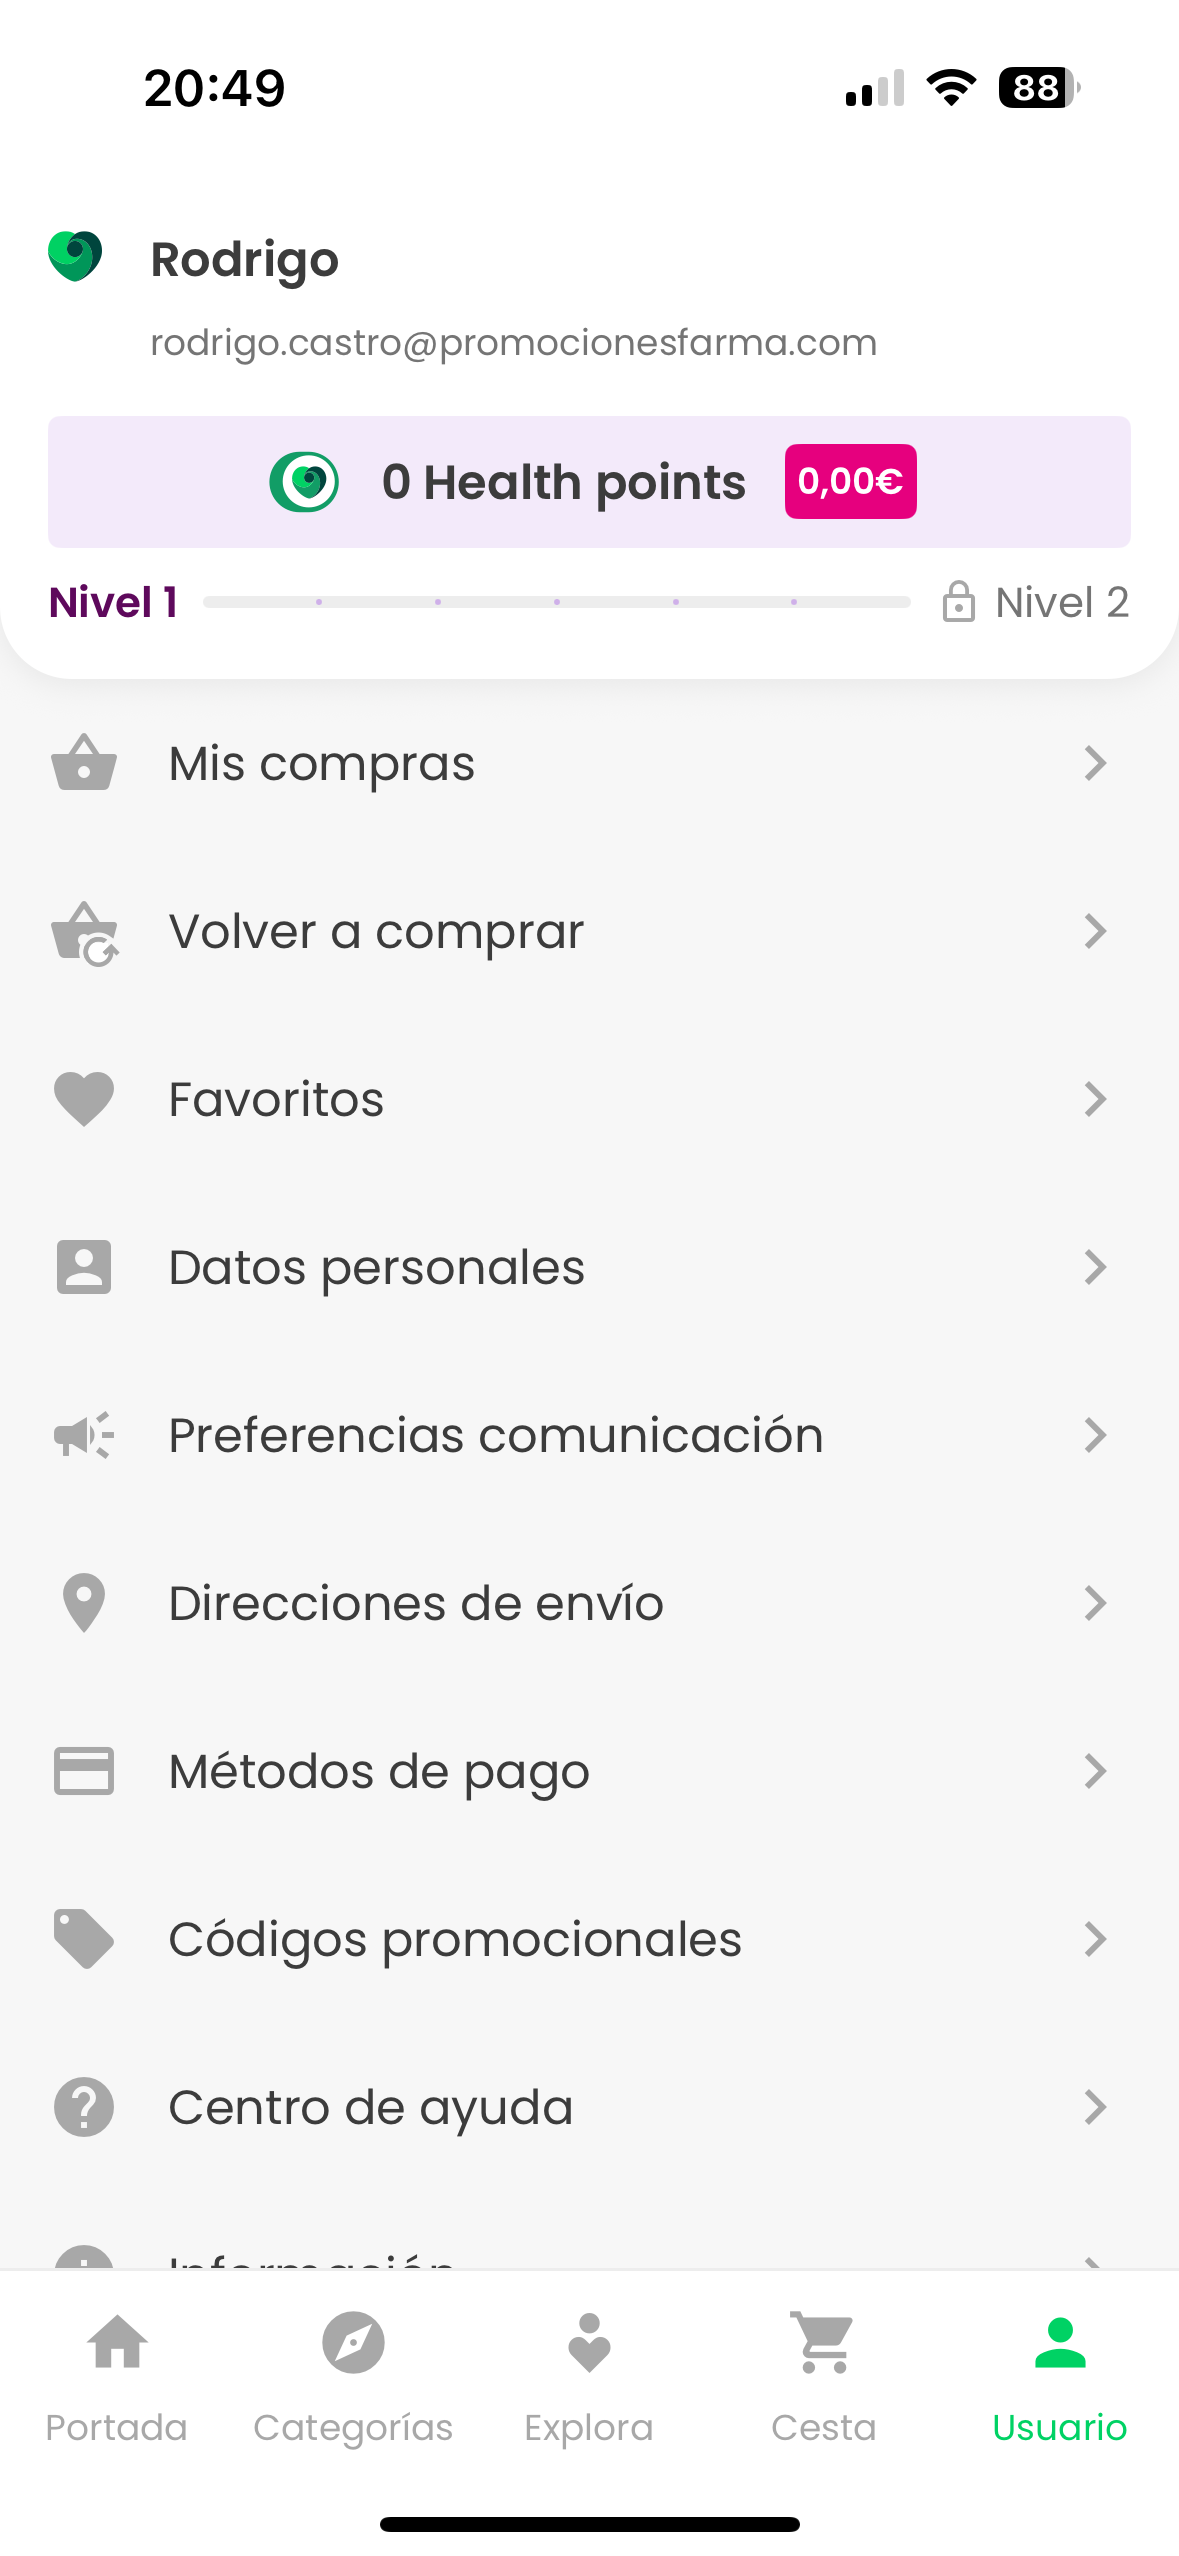 20:49
88
Rodrigo
rodrigo.castro@promocionesfarma.com
0 Health points 0,00€
Nivel 1 Nivel 2
Mis compras
Volver a comprar
Favoritos
Datos personales
Preferencias comunicación
Direcciones de envío
Métodos de pago
Códigos promocionales
Centro de ayuda
Información
Portada Categorías Explora Cesta Usuario